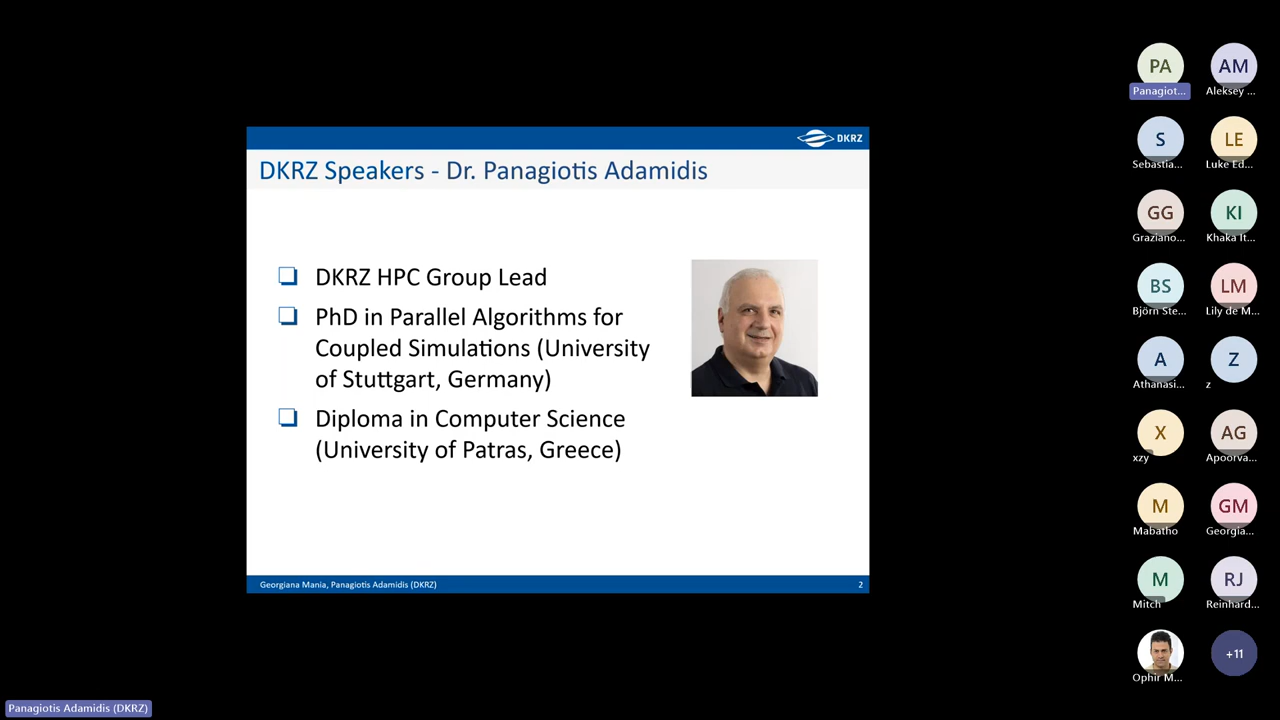 DKRZ
DKRZ Speakers - Dr. Panagiotis Adamidis
DKRZ HPC Group Lead
PhD in Parallel Algorithms for
Coupled Simulations (University
of Stuttgart, Germany)
Diploma in Computer Science
(University of Patras, Greece)
Georgiana Mania, Panagiotis Adamidis (DKRZ)
2
PA
AM
Panagiot...
Aleksey ...
S
LE
Sebastia...
Luke Ed...
GG
KI
Graziano...
Khaka It...
BS
LM
Björn Ste...
Lily de M...
A
Z
Athanasi...
z
X
AG
xzy
Apoorva...
M
GM
Mabatho
Georgia...
M
RJ
Mitch
Reinhard...
+11
Ophir M...
Panagiotis Adamidis (DKRZ)